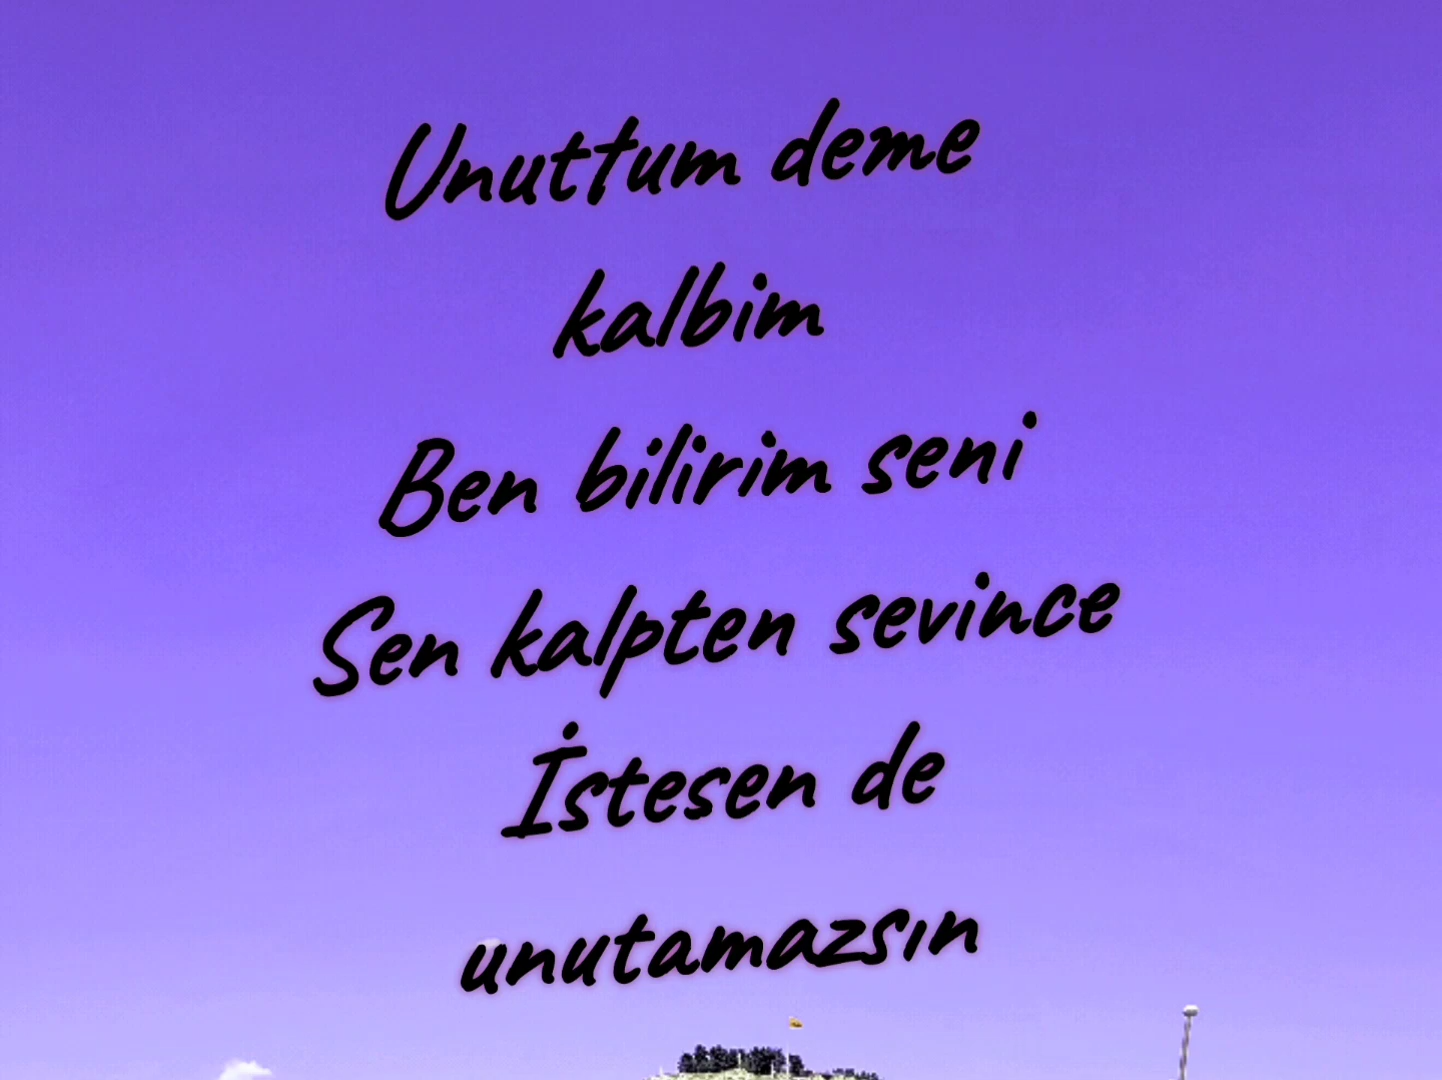 Unuttum deme
kalbim
Ben bilirim seni
Sen kalpten sevince
İstesen de
unutamazsın